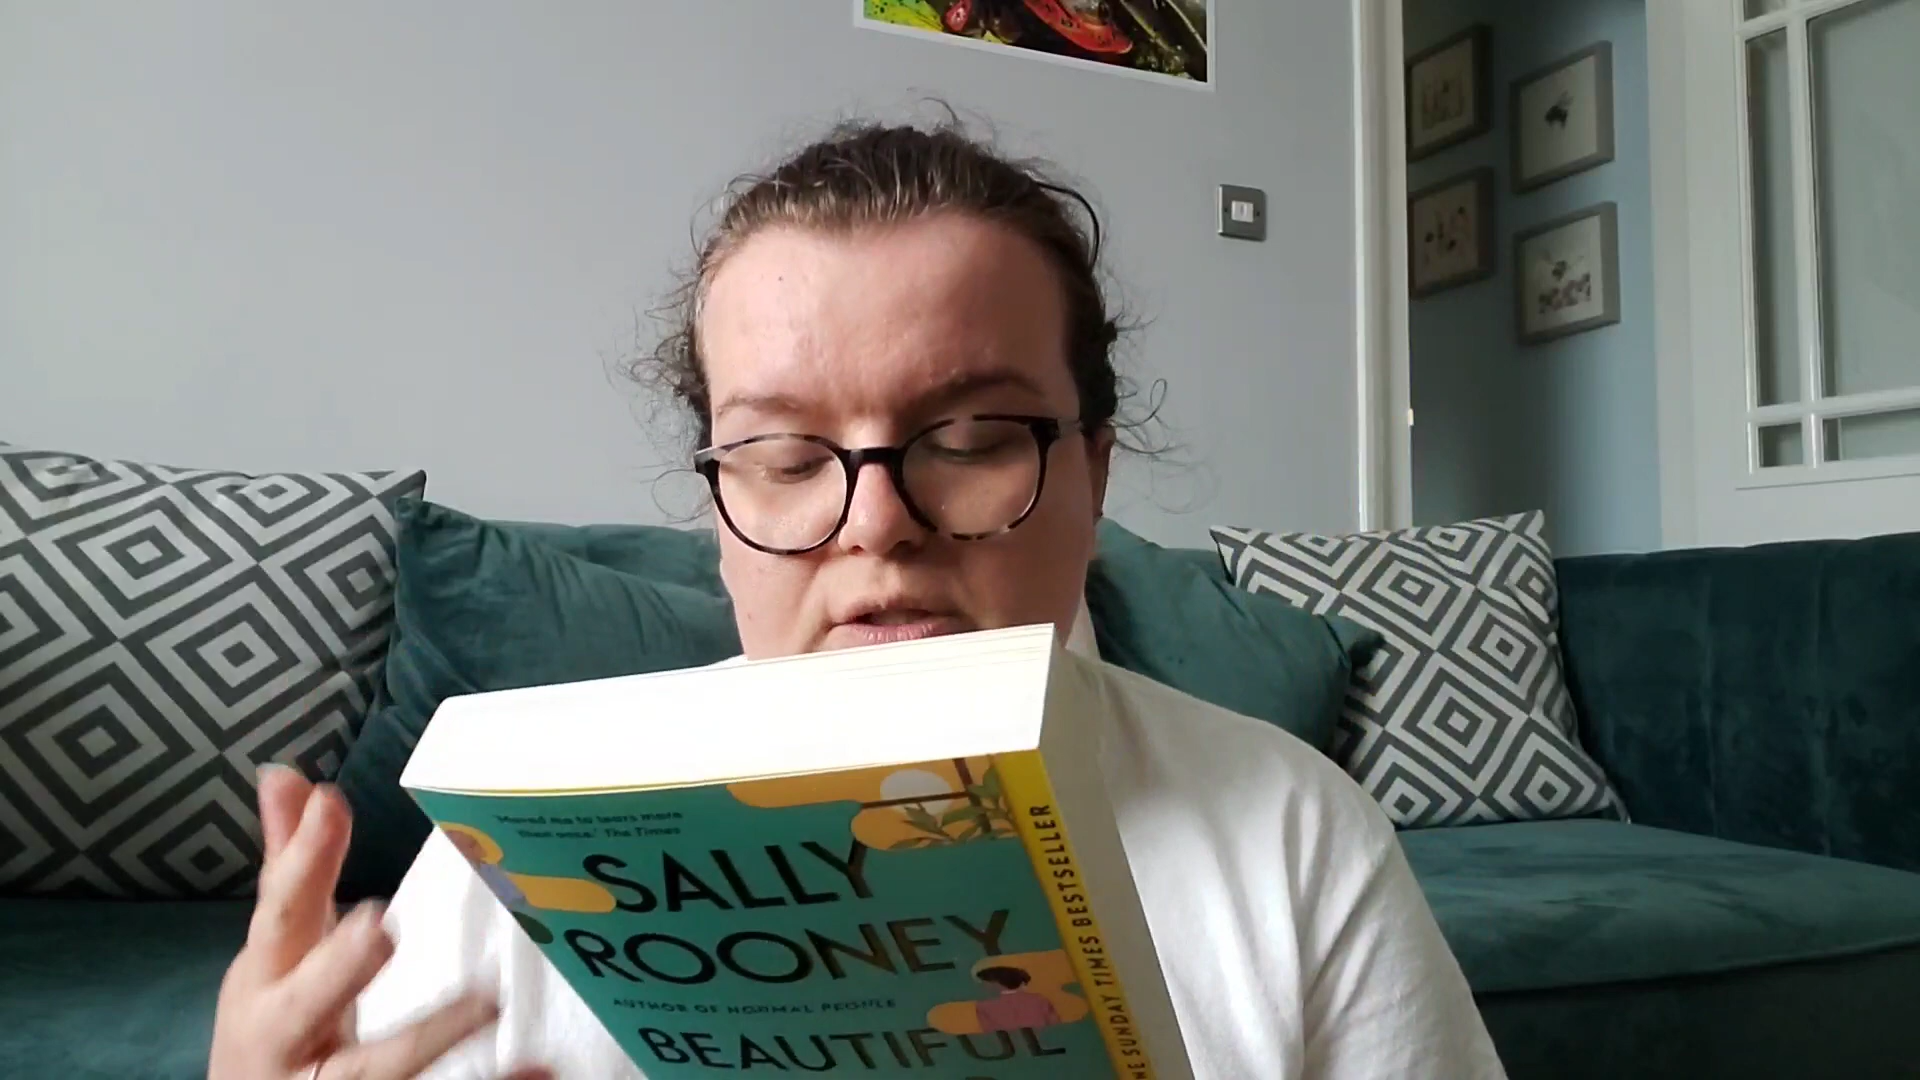 'Moved me to tears more
than once.' The Times
SALLY
ROONEY
AUTHOR OF NORMAL PEOPLE
BEAUTIFUL
THE SUNDAY TIMES BESTSELLER